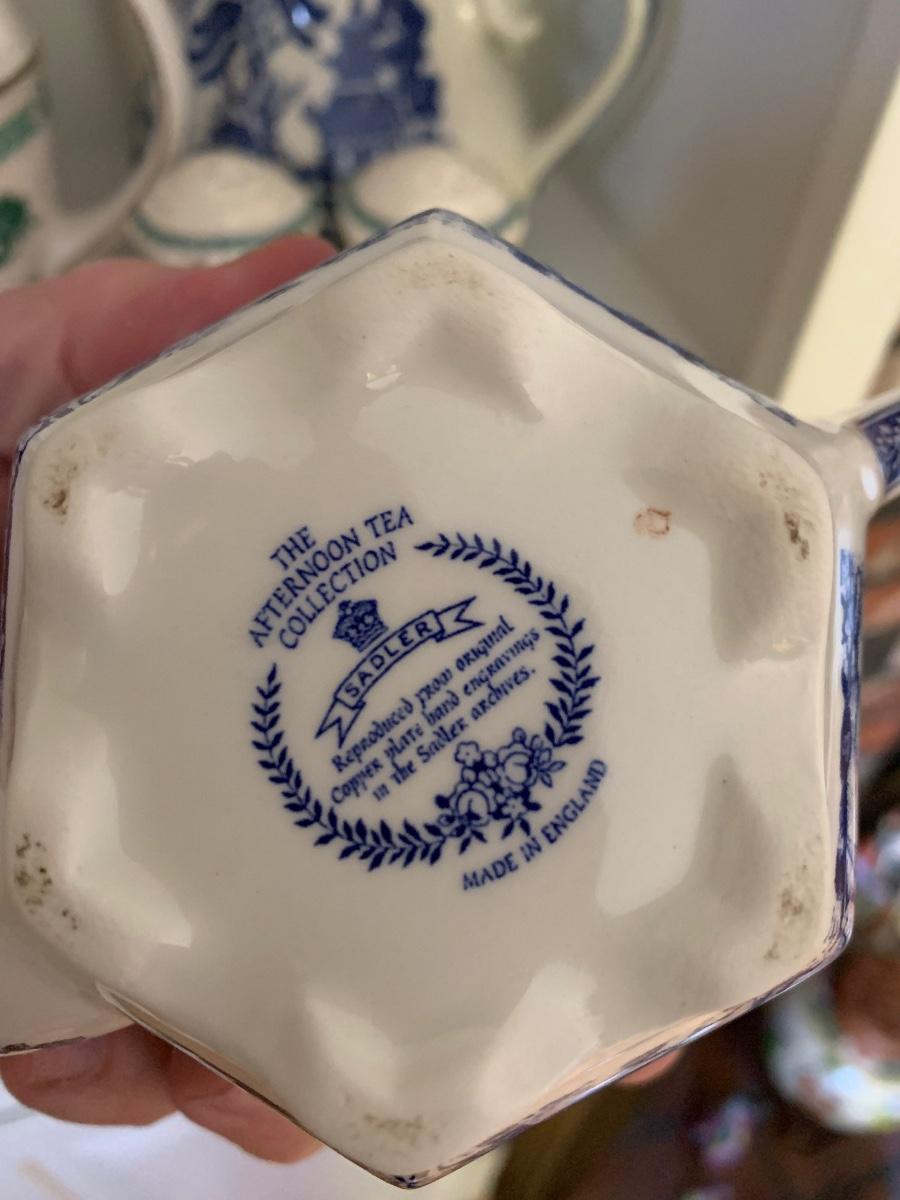 THE
AFTERNOON TEA
COLLECTION
SADLER
Reproduced from original
Copper plate hand engravings
in the Sadler archives.
MADE IN ENGLAND